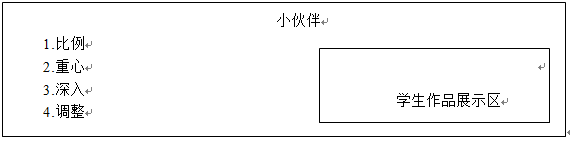 小伙伴
1.比例
2.重心
3.深入
4.调整
学生作品展示区